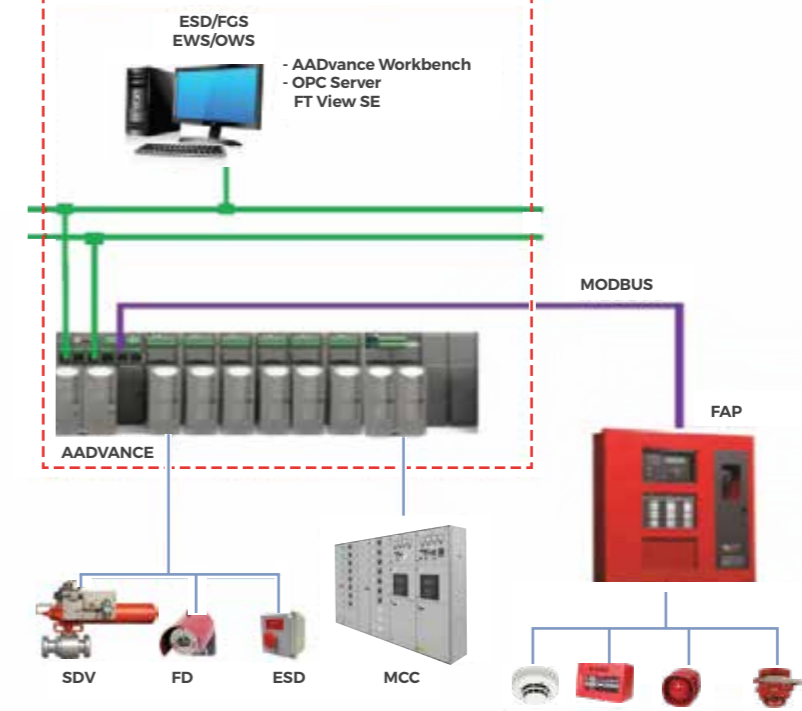 ESD/FGS
EWS/OWS
- AADvance Workbench
- OPC Server
FT View SE
MODBUS
FAP
AADVANCE
SDV
FD
ESD
MCC